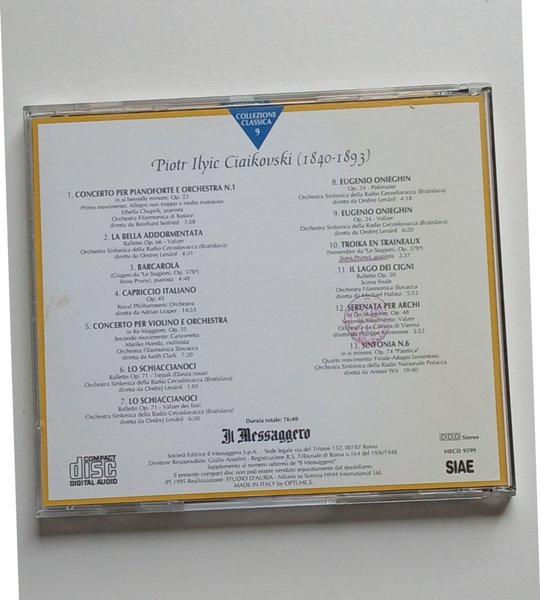 COLLEZIONE
CLASSICA
9
Piotr Ilyic Ciaikovski (1840-1893)
1. CONCERTO PER PIANOFORTE E ORCHESTRA N.1
in si bemolle minore, Op. 23
Primo movimento: Allegro non troppo e molto maestoso
Ethella Chuprik, pianista
Orchestra Filarmonica di Kosice
diretta da Reinhard Seifried 3:58
2. LA BELLA ADDORMENTATA
Balletto Op. 66 - Valzer
Orchestra Sinfonica della Radio Cecoslovacca (Bratislava)
diretta da Ondrej Lenárd 4:31
3. BARCAROLA
(Giugno da "Le Stagioni", Op. 37b)
Ilona Prunyi, pianista 4:48
4. CAPRICCIO ITALIANO
Op. 45
Royal Philharmonic Orchestra
diretta da Adrian Leaper 14:55
5. CONCERTO PER VIOLINO E ORCHESTRA
in Re Maggiore, Op. 35
Secondo movimento: Canzonetta
Mariko Honda, violinista
Orchestra Filarmonica Slovacca
diretta da Keith Clark 7:20
6. LO SCHIACCIANOCI
Balletto Op. 71 - Trepak (Danza russa)
Orchestra Sinfonica della Radio Cecoslovacca (Bratislava)
diretta da Ondrej Lenárd 1:05
7. LO SCHIACCIANOCI
Balletto Op. 71 - Valzer dei fiori
Orchestra Sinfonica della Radio Cecoslovacca (Bratislava)
diretta da Ondrej Lenárd 6:50
8. EUGENIO ONIEGHIN
Op. 24 - Polonaise
Orchestra Sinfonica della Radio Cecoslovacca (Bratislava)
diretta da Ondrej Lenárd 4:18
9. EUGENIO ONIEGHIN
Op. 24 - Valzer
Orchestra Sinfonica della Radio Cecoslovacca (Bratislava)
diretta da Ondrej Lenárd 6:20
10. TROIKA EN TRAINEAUX
(Novembre da "Le Stagioni", Op. 37b)
Ilona Prunyi, pianista 2:37
11. IL LAGO DEI CIGNI
Balletto Op. 20
Scena finale
Orchestra Filarmonica Slovacca
diretta da Michael Halász 3:12
12. SERENATA PER ARCHI
in Do Maggiore, Op. 48
Secondo movimento: Valzer
Orchestra da Camera di Vienna
diretta da Philippe Entremont 3:52
13. SINFONIA N.6
in si minore, Op. 74 "Patetica"
Quarto movimento: Finale-Adagio lamentoso
Orchestra Sinfonica della Radio Nazionale Polacca
diretta da Antoni Wit 10:40
Durata totale: 76:40
Il Messaggero
COMPACT
disc
DIGITAL AUDIO
Società Editrice Il Messaggero S.p.A. - Sede legale via del Tritone 152, 00187 Roma
Direttore Responsabile: Giulio Anselmi - Registrazione R.S. Tribunale di Roma n.164 del 19/6/1948
Supplemento al numero odierno de "Il Messaggero"
Il presente compact disc non può essere venduto separatamente dal quotidiano.
(P) 1995 Realizzazione: STUDIO D'AURIA - Milano su licenza HNH International Ltd.
MADE IN ITALY by OPTI.ME.S.
DDD Stereo
MECD 9599
SIAE